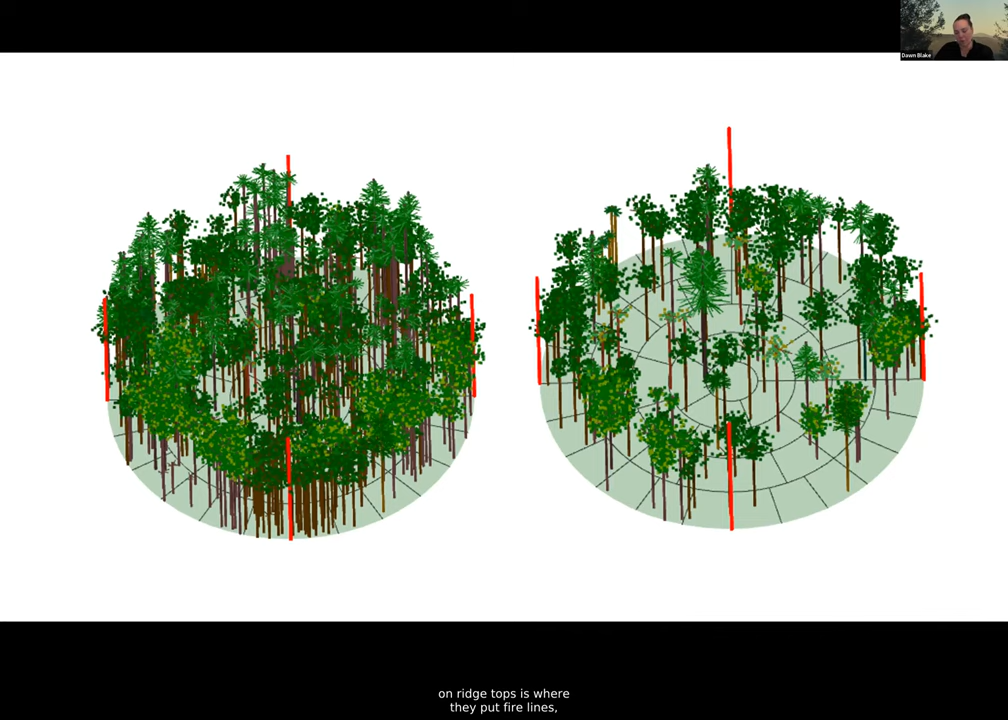 Dawn Blake
on ridge tops is where
they put fire lines,